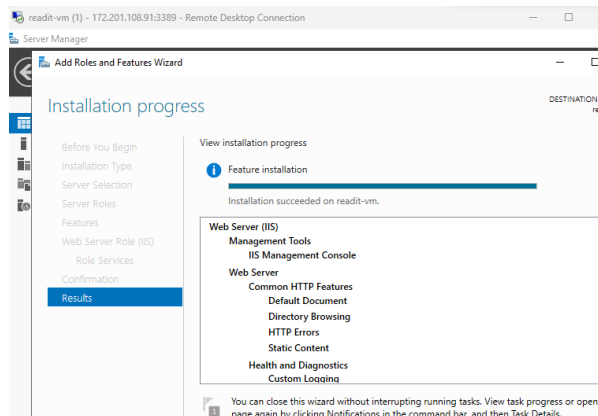 readit-vm (1) - 172.201.108.91:3389 - Remote Desktop Connection
Server Manager
Add Roles and Features Wizard
Installation progress
DESTINATION
re
Before You Begin
Installation Type
Server Selection
Server Roles
Features
Web Server Role (IIS)
Role Services
Confirmation
Results
View installation progress
Feature installation
Installation succeeded on readit-vm.
Web Server (IIS)
Management Tools
IIS Management Console
Web Server
Common HTTP Features
Default Document
Directory Browsing
HTTP Errors
Static Content
Health and Diagnostics
Custom Logging
1
You can close this wizard without interrupting running tasks. View task progress or open
page again by clicking Notifications in the command bar, and then Task Details.